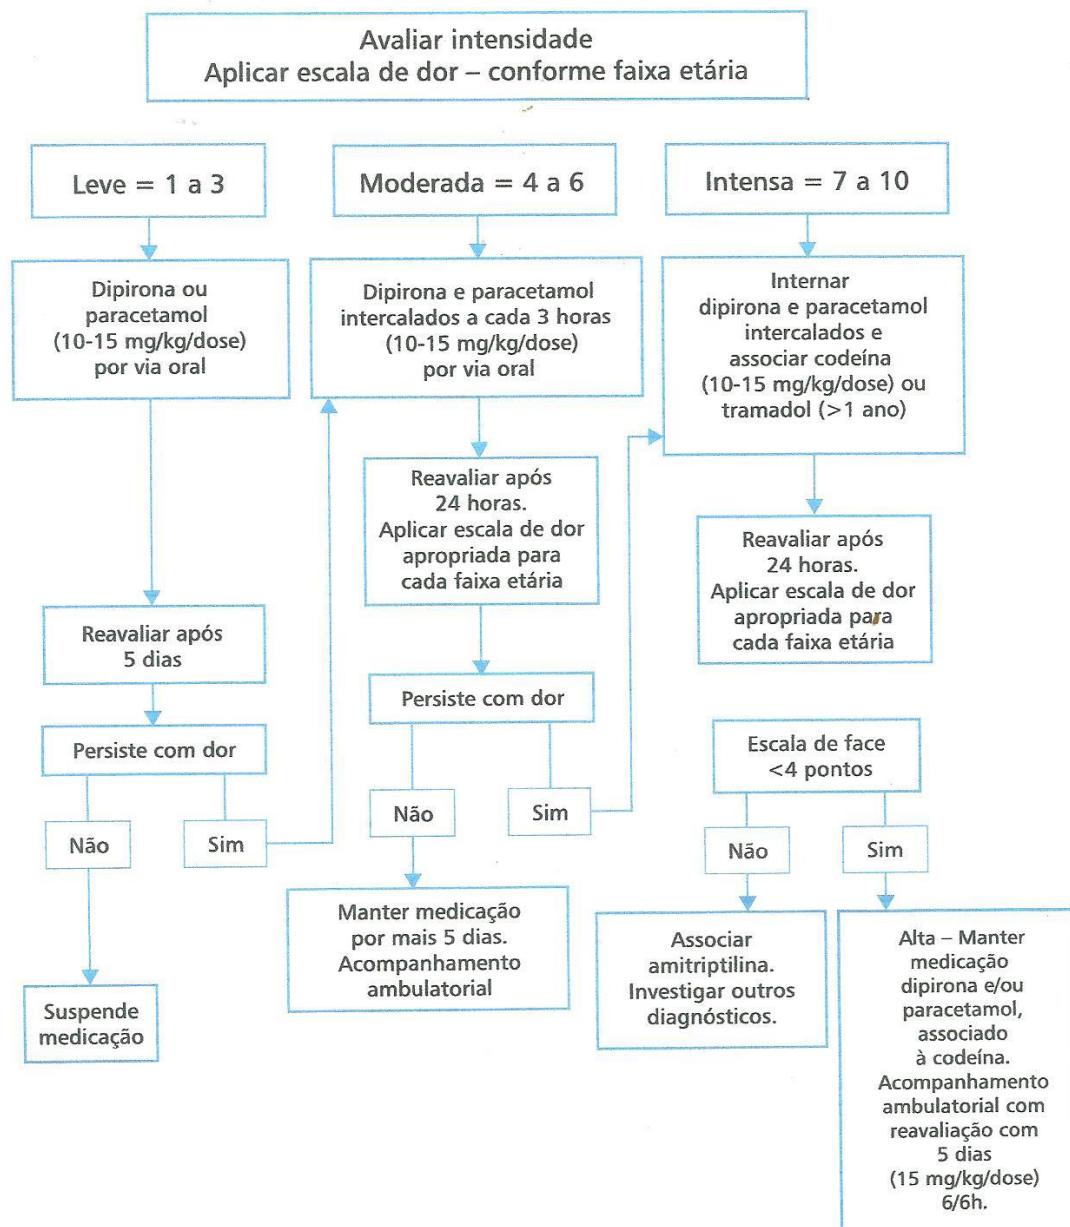 Avaliar intensidade
Aplicar escala de dor – conforme faixa etária
Leve = 1 a 3
Dipirona ou
paracetamol
(10-15 mg/kg/dose)
por via oral
Reavaliar após
5 dias
Persiste com dor
Não
Sim
Suspende
medicação
Moderada = 4 a 6
Dipirona e paracetamol
intercalados a cada 3 horas
(10-15 mg/kg/dose)
por via oral
Reavaliar após
24 horas.
Aplicar escala de dor
apropriada para
cada faixa etária
Persiste com dor
Não
Sim
Manter medicação
por mais 5 dias.
Acompanhamento
ambulatorial
Intensa = 7 a 10
Internar
dipirona e paracetamol
intercalados e
associar codeína
(10-15 mg/kg/dose) ou
tramadol (>1 ano)
Reavaliar após
24 horas.
Aplicar escala de dor
apropriada para
cada faixa etária
Escala de face
<4 pontos
Não
Sim
Associar
amitriptilina.
Investigar outros
diagnósticos.
Alta – Manter
medicação
dipirona e/ou
paracetamol,
associado
à codeína.
Acompanhamento
ambulatorial com
reavaliação com
5 dias
(15 mg/kg/dose)
6/6h.